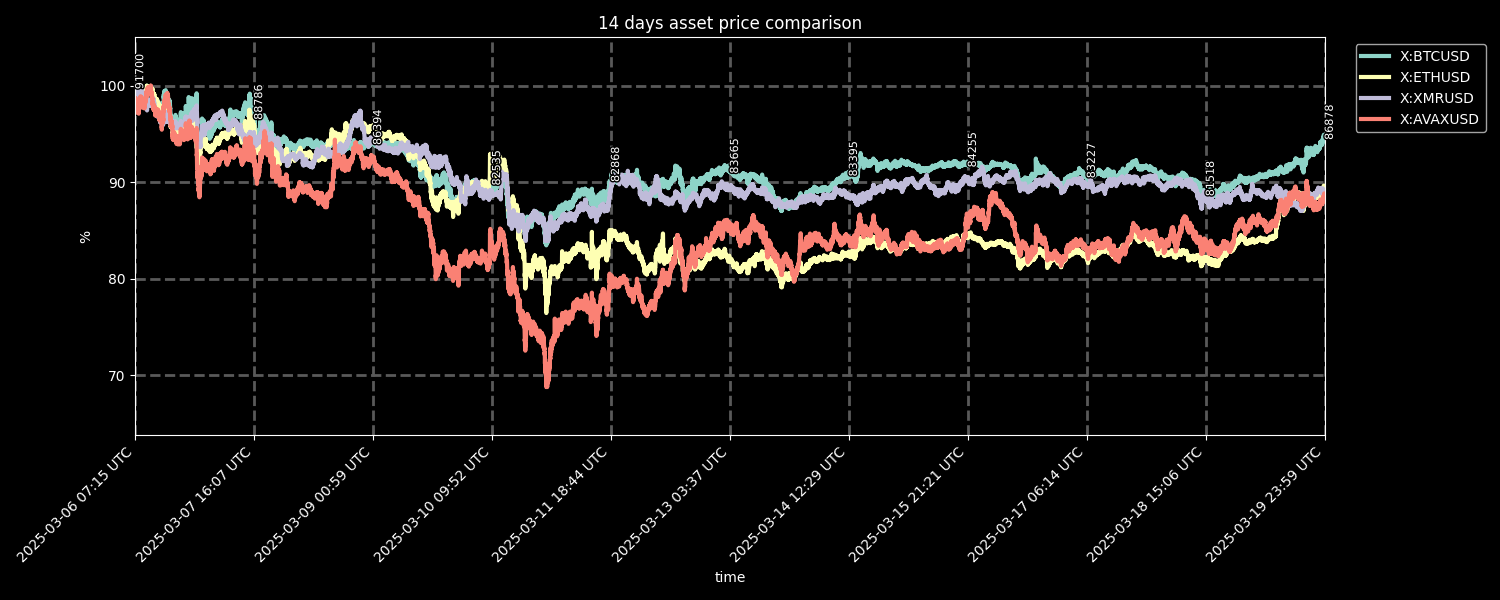 14 days asset price comparison
X:BTCUSD
X:ETHUSD
X:XMRUSD
X:AVAXUSD
%
100
90
80
70
91700
88786
86394
82535
82868
83665
83395
84255
83227
81518
86878
2025-03-06 07:15 UTC
2025-03-07 16:07 UTC
2025-03-09 00:59 UTC
2025-03-10 09:52 UTC
2025-03-11 18:44 UTC
2025-03-13 03:37 UTC
2025-03-14 12:29 UTC
2025-03-15 21:21 UTC
2025-03-17 06:14 UTC
2025-03-18 15:06 UTC
2025-03-19 23:59 UTC
time